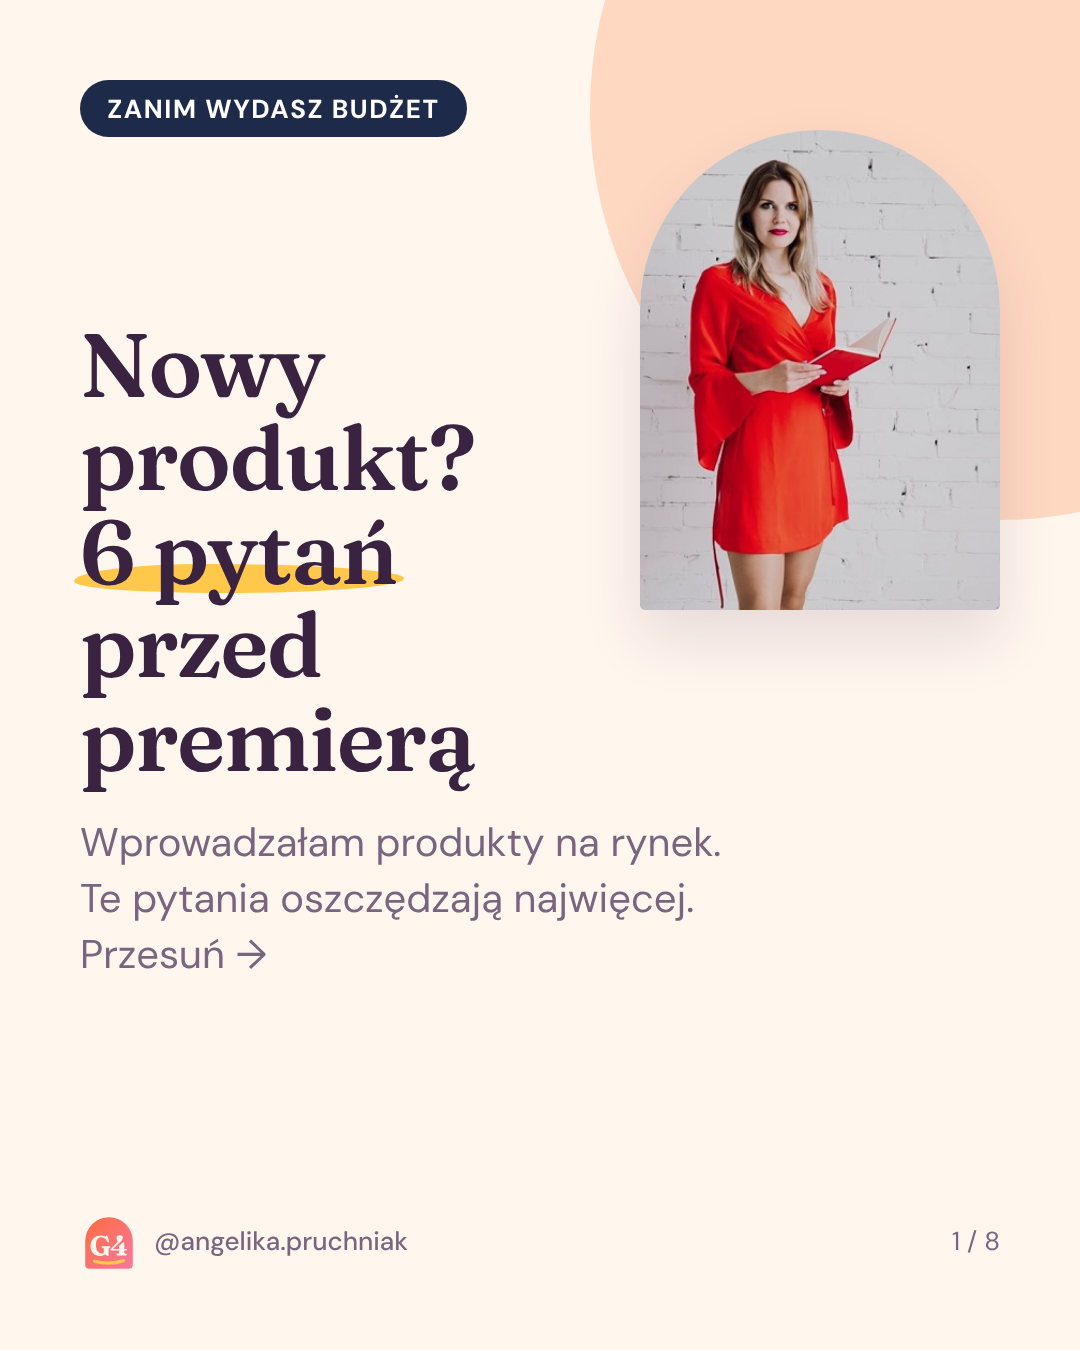 ZANIM WYDASZ BUDŻET
Nowy
produkt?
6 pytań
przed
premierą
Wprowadzałam produkty na rynek.
Te pytania oszczędzają najwięcej.
Przesuń →
G4
@angelika.pruchniak
1 / 8